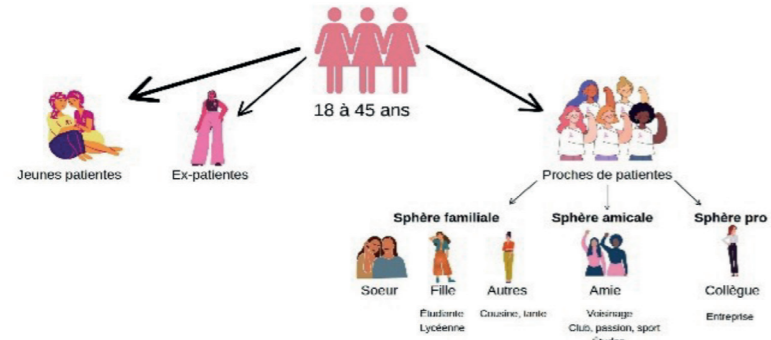 18 à 45 ans
Jeunes patientes
Ex-patientes
Proches de patientes
Sphère familiale
Sphère amicale
Sphère pro
Soeur
Fille
Autres
Amie
Collègue
Étudiante
Lycéenne
Cousine, tante
Voisinage
Club, passion, sport
Entreprise